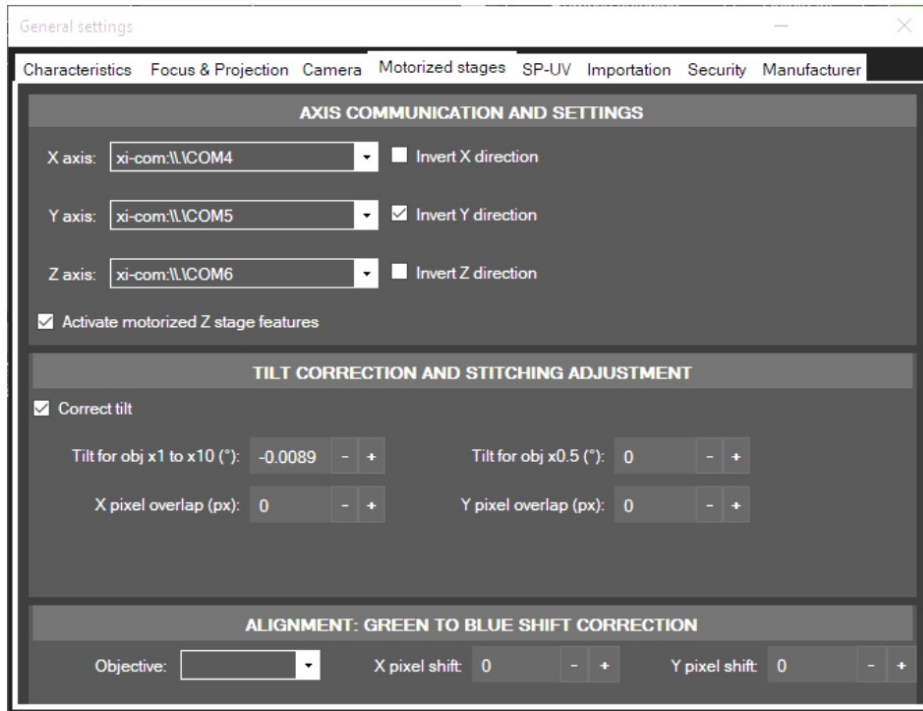 General settings
Characteristics Focus & Projection Camera Motorized stages SP-UV Importation Security Manufacturer
AXIS COMMUNICATION AND SETTINGS
X axis: xi-com:\\.\COM4 Invert X direction
Y axis: xi-com:\\.\COM5 Invert Y direction
Z axis: xi-com:\\.\COM6 Invert Z direction
Activate motorized Z stage features
TILT CORRECTION AND STITCHING ADJUSTMENT
Correct tilt
Tilt for obj x1 to x10 (°): -0.0089 - + Tilt for obj x0.5 (°): 0 - +
X pixel overlap (px): 0 - + Y pixel overlap (px): 0 - +
ALIGNMENT: GREEN TO BLUE SHIFT CORRECTION
Objective: X pixel shift: 0 - + Y pixel shift: 0 - +